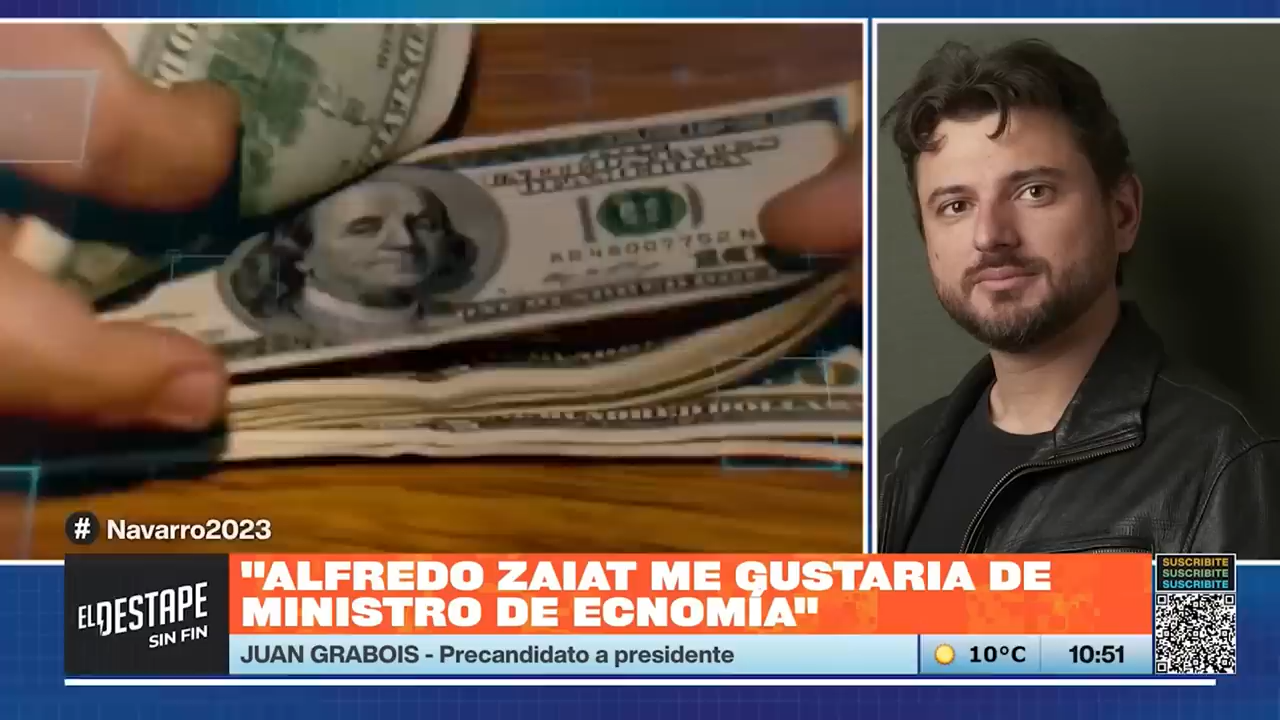 AB48007752N
# Navarro2023
EL DESTAPE
SIN FIN
"ALFREDO ZAIAT ME GUSTARIA DE
MINISTRO DE ECNOMÍA"
JUAN GRABOIS - Precandidato a presidente
10°C
10:51
SUSCRIBITE
SUSCRIBITE
SUSCRIBITE